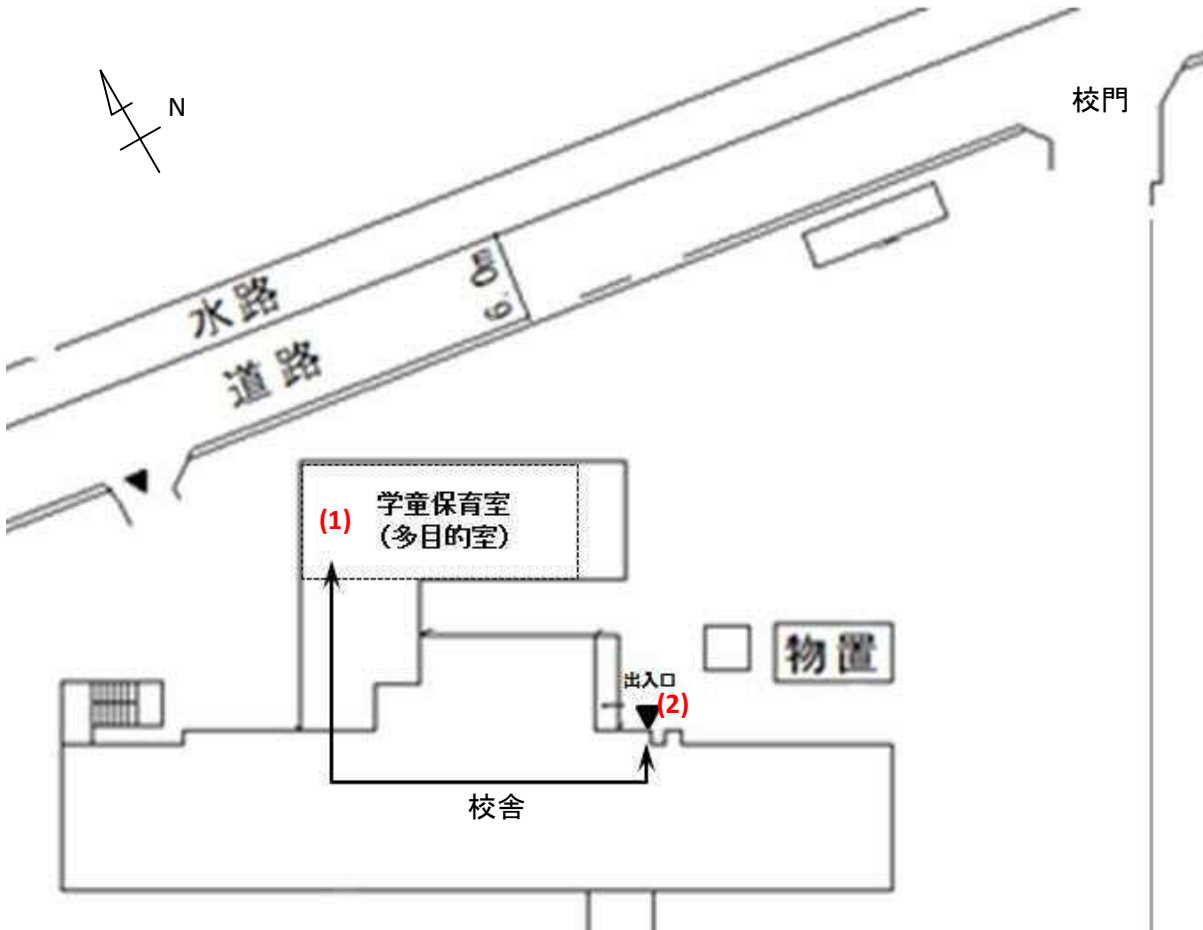 校門
N
水路
6.0m
道路
学童保育室
(1)
(多目的室)
物置
出入口
(2)
校舎